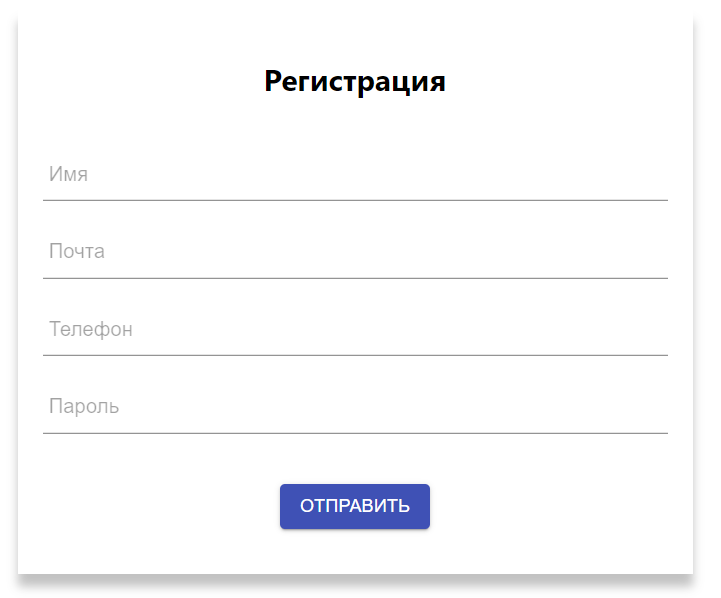 Регистрация
Имя
Почта
Телефон
Пароль
ОТПРАВИТЬ